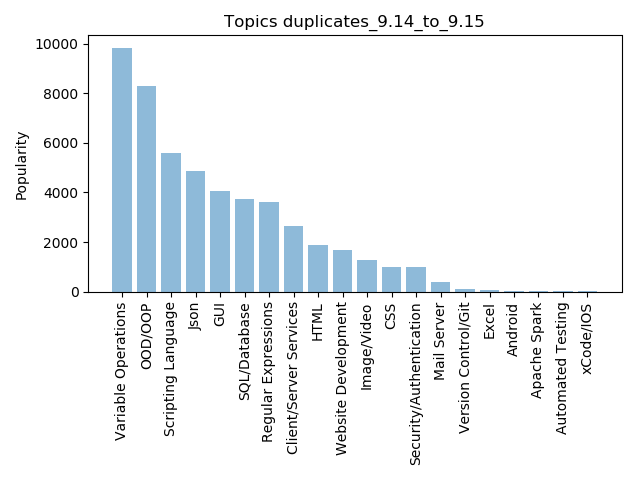 Topics duplicates_9.14_to_9.15
Popularity
10000
8000
6000
4000
2000
0
Variable Operations
OOD/OOP
Scripting Language
Json
GUI
SQL/Database
Regular Expressions
Client/Server Services
HTML
Website Development
Image/Video
CSS
Security/Authentication
Mail Server
Version Control/Git
Excel
Android
Apache Spark
Automated Testing
xCode/IOS